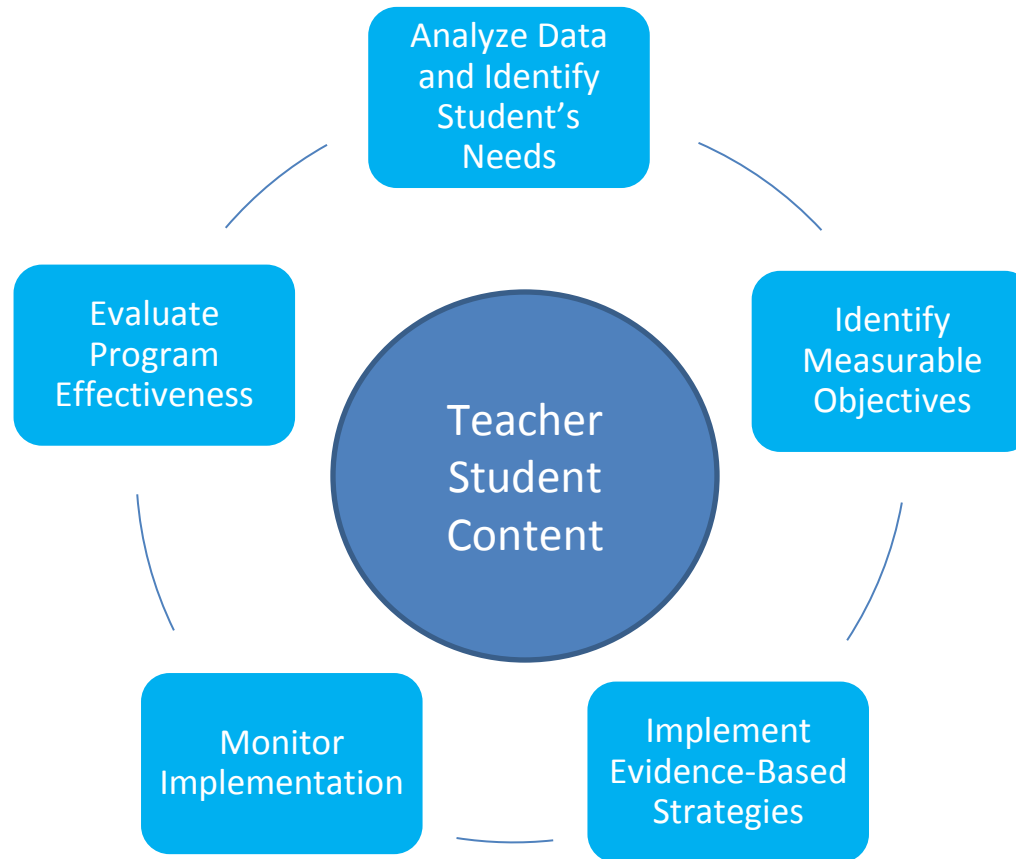 Analyze Data
and Identify
Student’s
Needs
Identify
Measurable
Objectives
Implement
Evidence-Based
Strategies
Monitor
Implementation
Evaluate
Program
Effectiveness
Teacher
Student
Content